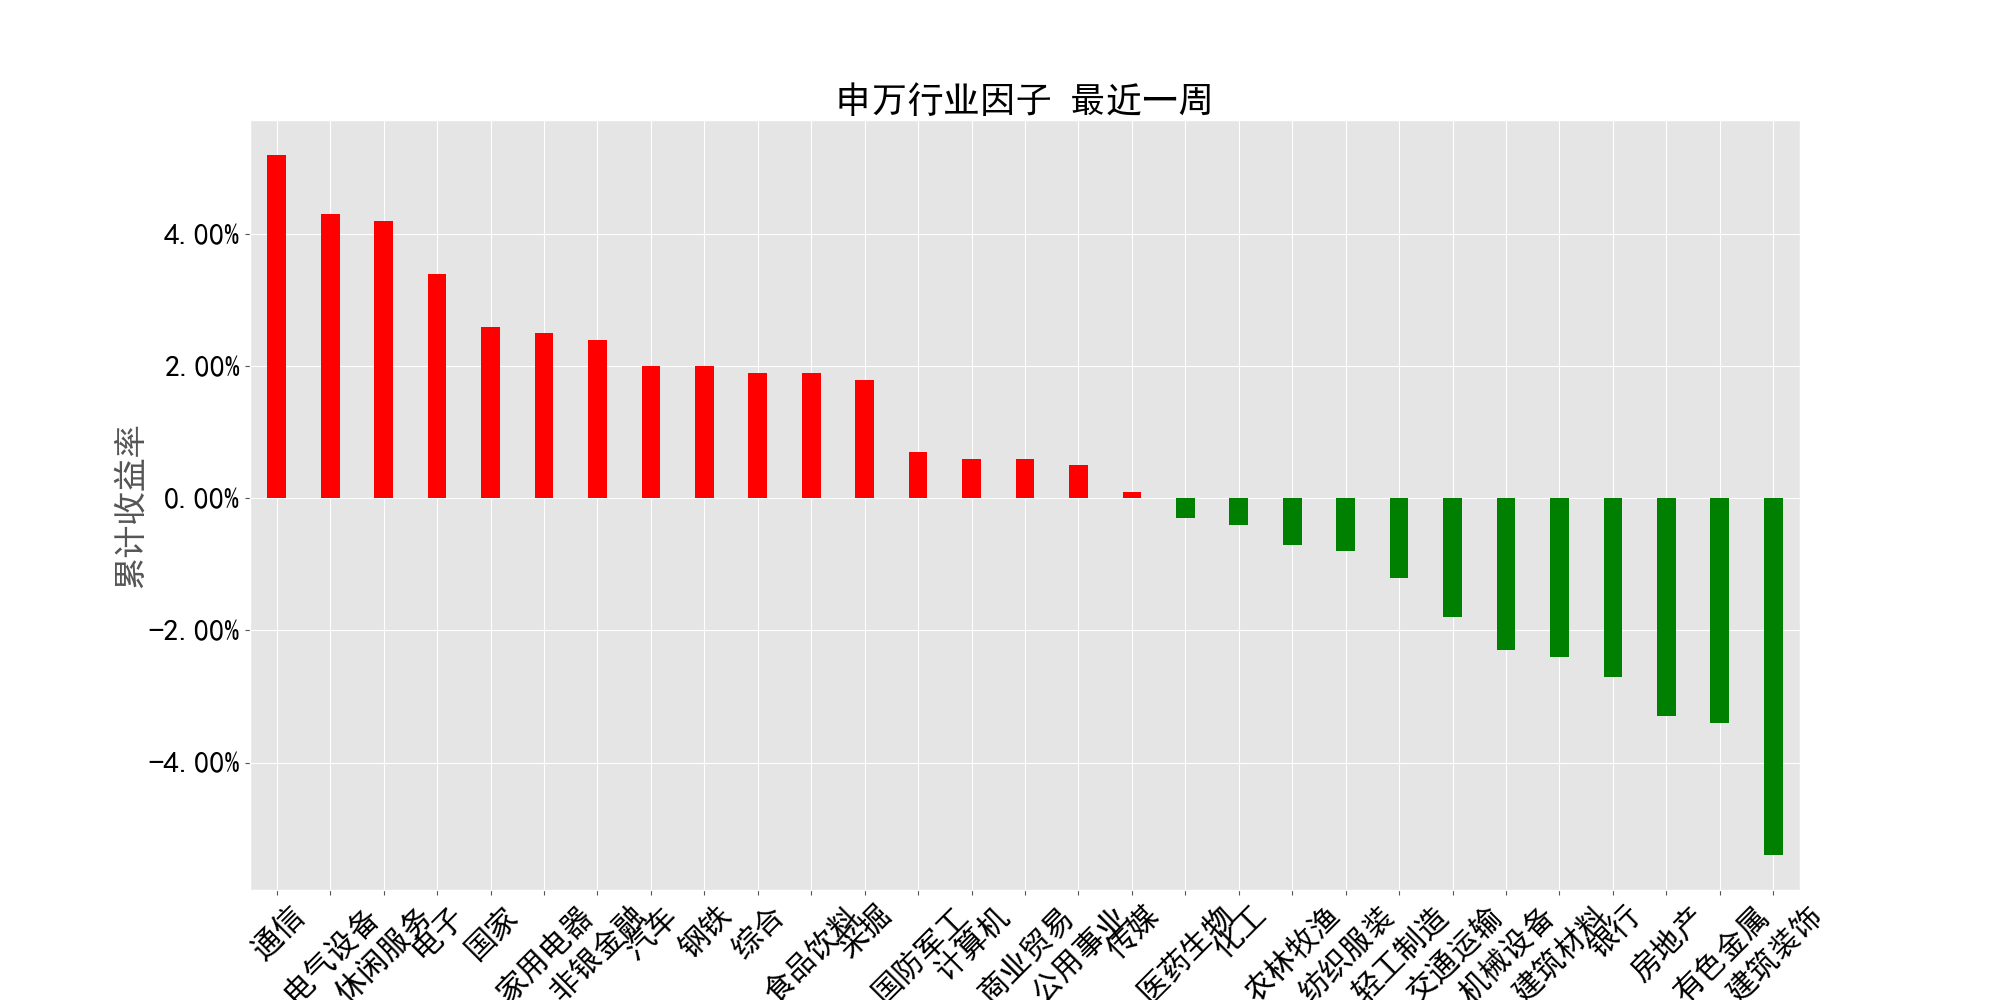 申万行业因子 最近一周
累计收益率
4.00%
2.00%
0.00%
−2.00%
−4.00%
通信
电气设备
休闲服务
电子
国家
家用电器
非银金融
汽车
钢铁
综合
食品饮料
采掘
国防军工
计算机
商业贸易
公用事业
传媒
医药生物
化工
农林牧渔
纺织服装
轻工制造
交通运输
机械设备
建筑材料
银行
房地产
有色金属
建筑装饰